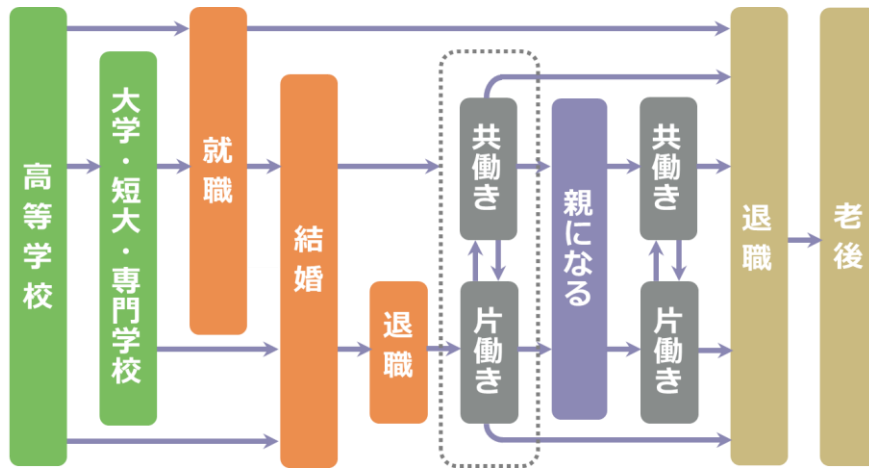 高等学校
大学・短大・専門学校
就職
結婚
退職
共働き
片働き
親になる
共働き
片働き
退職
老後